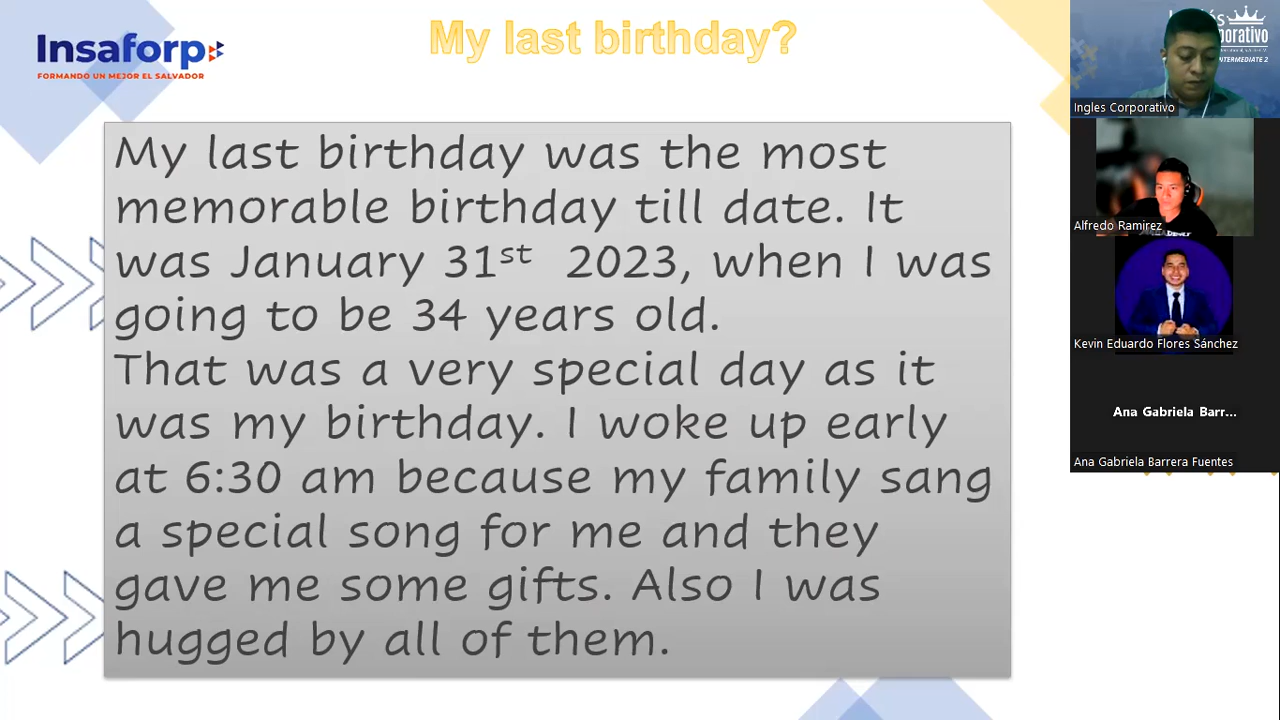 Insaforp
FORMANDO UN MEJOR EL SALVADOR
My last birthday?
My last birthday was the most
memorable birthday till date. It
was January 31st 2023, when I was
going to be 34 years old.
That was a very special day as it
was my birthday. I woke up early
at 6:30 am because my family sang
a special song for me and they
gave me some gifts. Also I was
hugged by all of them.
INTERMEDIATE 2
Ingles Corporativo
Alfredo Ramirez
Kevin Eduardo Flores Sánchez
Ana Gabriela Barr...
Ana Gabriela Barrera Fuentes